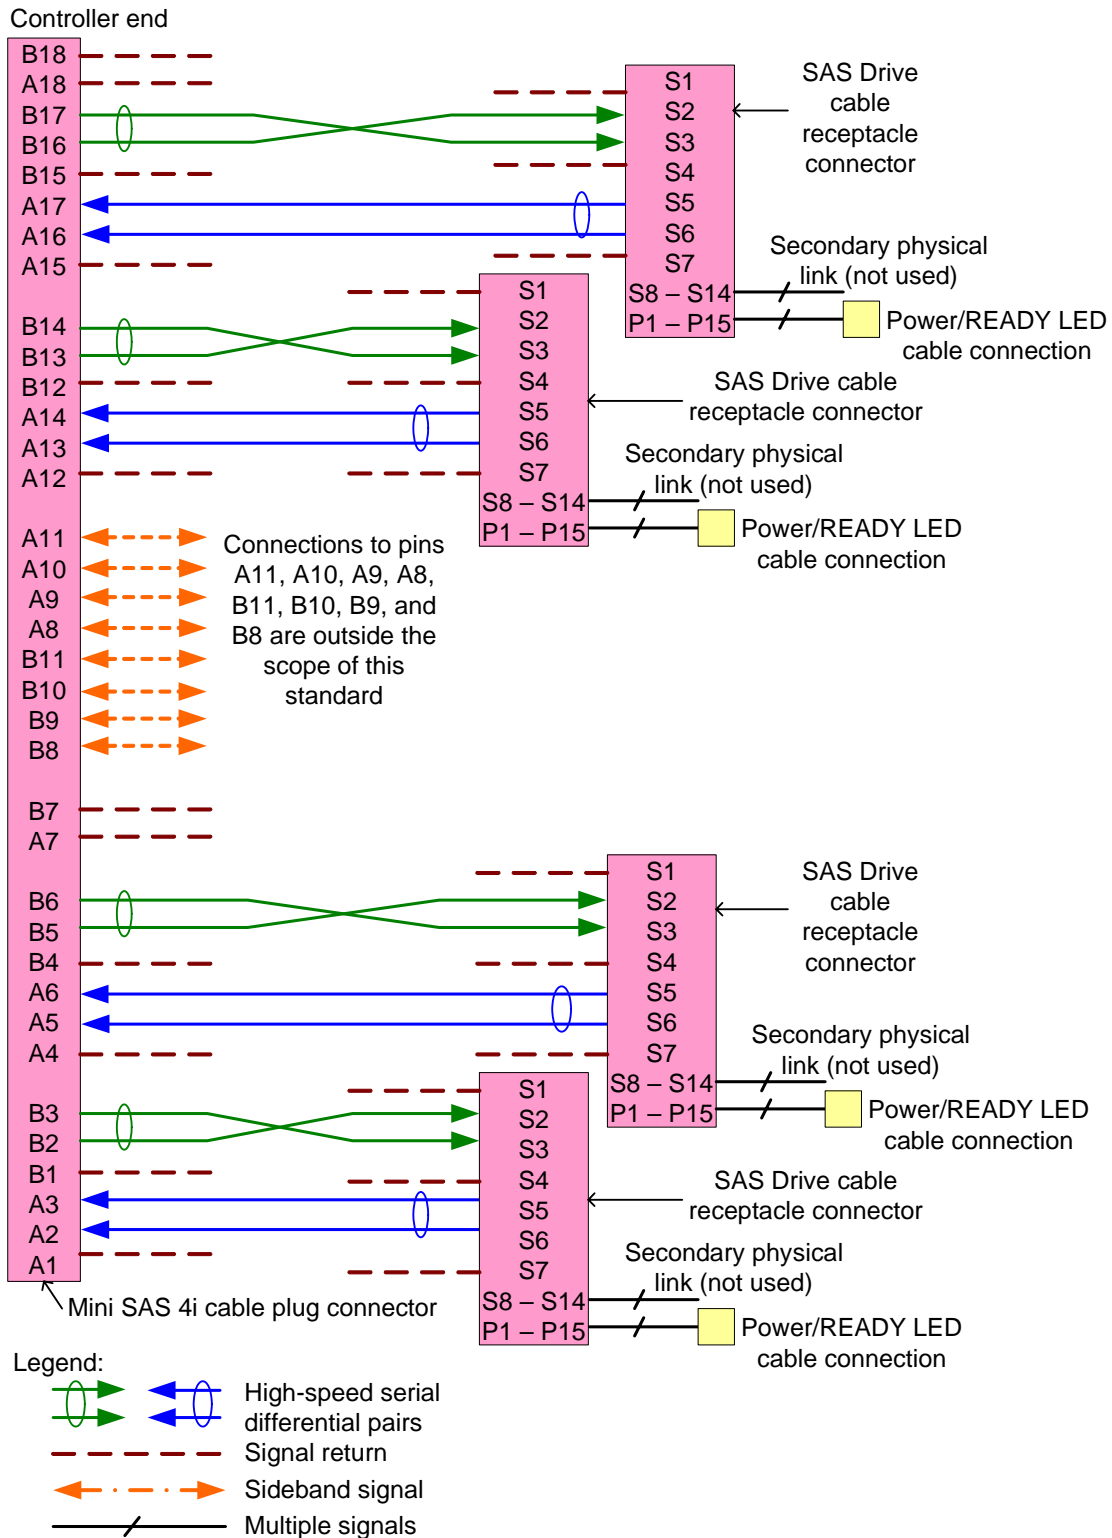 Controller end
B18
A18
B17
B16
B15
A17
A16
A15
B14
B13
B12
A14
A13
A12
A11
A10
A9
A8
B11
B10
B9
B8
B7
A7
B6
B5
B4
A6
A5
A4
B3
B2
B1
A3
A2
A1
Mini SAS 4i cable plug connector
S1
S2
S3
S4
S5
S6
S7
S8 – S14
P1 – P15
SAS Drive
cable
receptacle
connector
Secondary physical
link (not used)
Power/READY LED
cable connection
S1
S2
S3
S4
S5
S6
S7
S8 – S14
P1 – P15
SAS Drive cable
receptacle connector
Secondary physical
link (not used)
Power/READY LED
cable connection
Connections to pins
A11, A10, A9, A8,
B11, B10, B9, and
B8 are outside the
scope of this
standard
S1
S2
S3
S4
S5
S6
S7
S8 – S14
P1 – P15
SAS Drive
cable
receptacle
connector
Secondary physical
link (not used)
Power/READY LED
cable connection
S1
S2
S3
S4
S5
S6
S7
S8 – S14
P1 – P15
SAS Drive cable
receptacle connector
Secondary physical
link (not used)
Power/READY LED
cable connection
Legend:
High-speed serial
differential pairs
Signal return
Sideband signal
Multiple signals